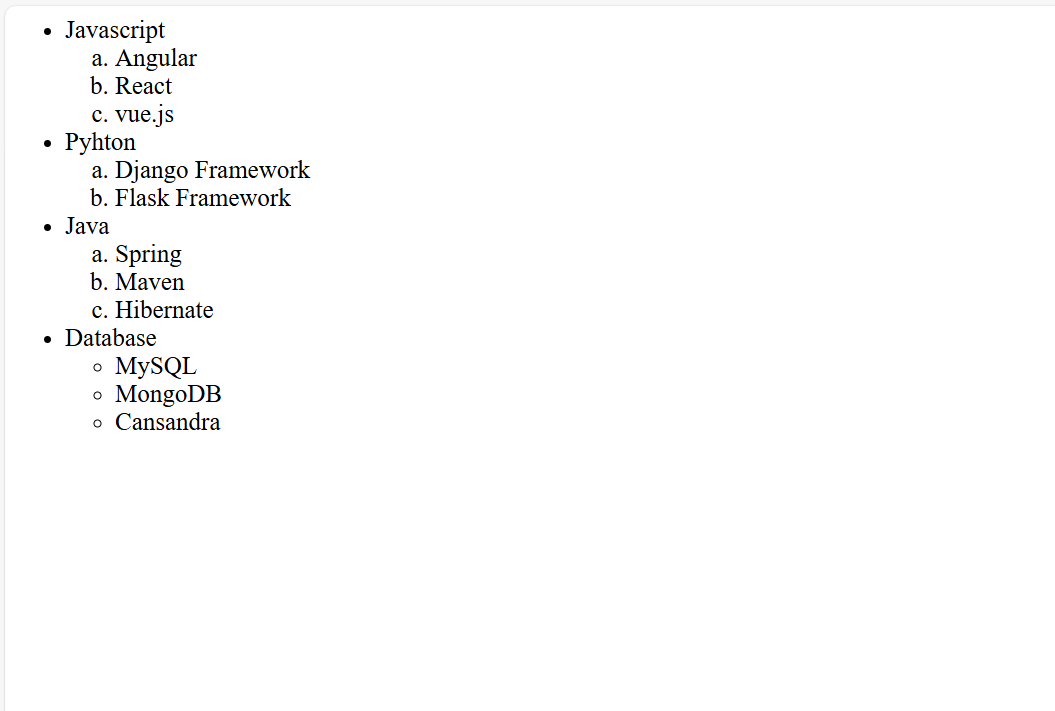 • Javascript
a. Angular
b. React
c. vue.js
• Pyhton
a. Django Framework
b. Flask Framework
• Java
a. Spring
b. Maven
c. Hibernate
• Database
◦ MySQL
◦ MongoDB
◦ Cansandra